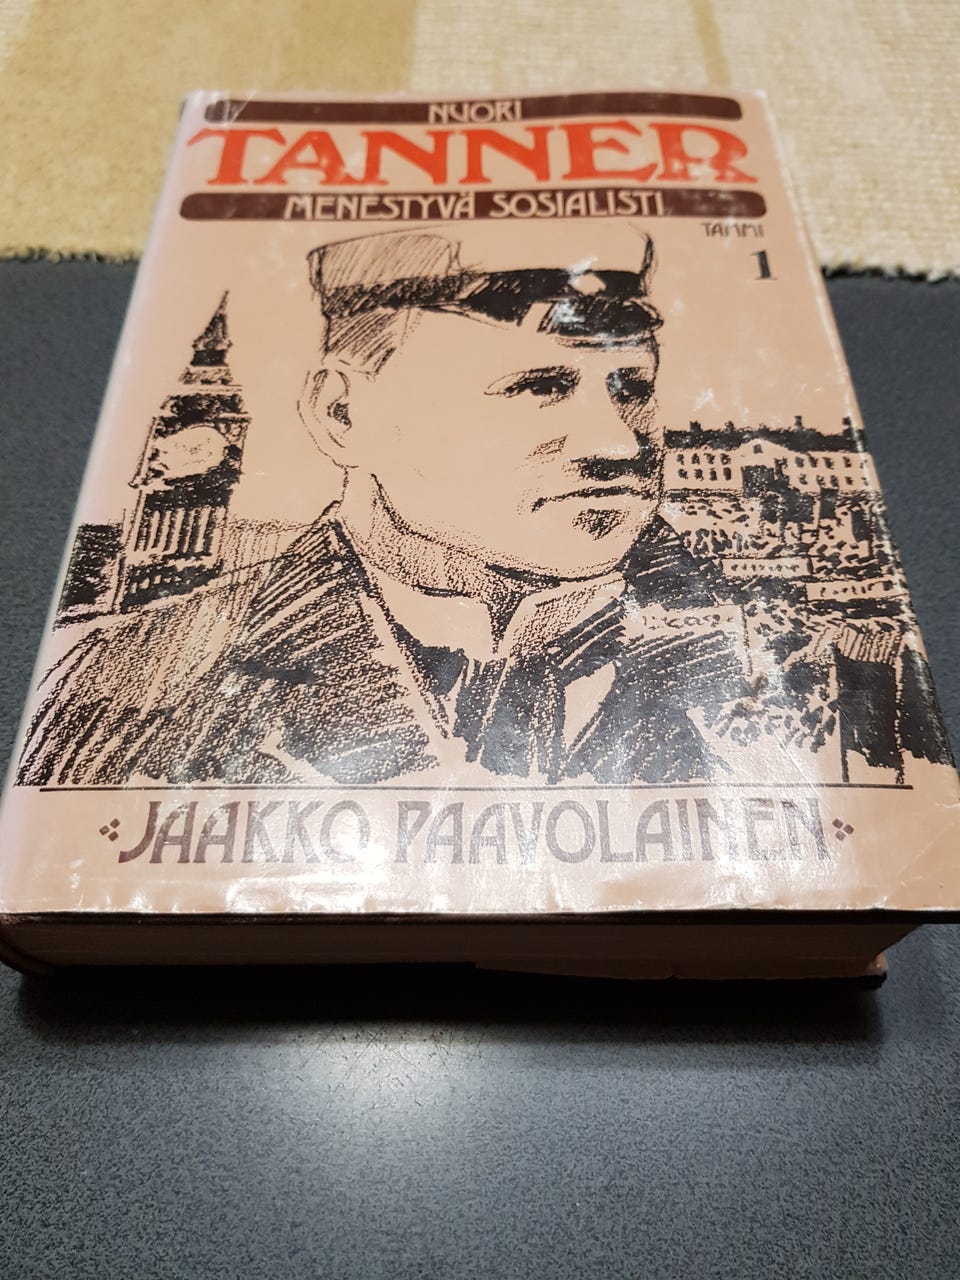 NUORI
TANNER
MENESTYVÄ SOSIALISTI
TAMMI
1
JAAKKO PAAVOLAINEN